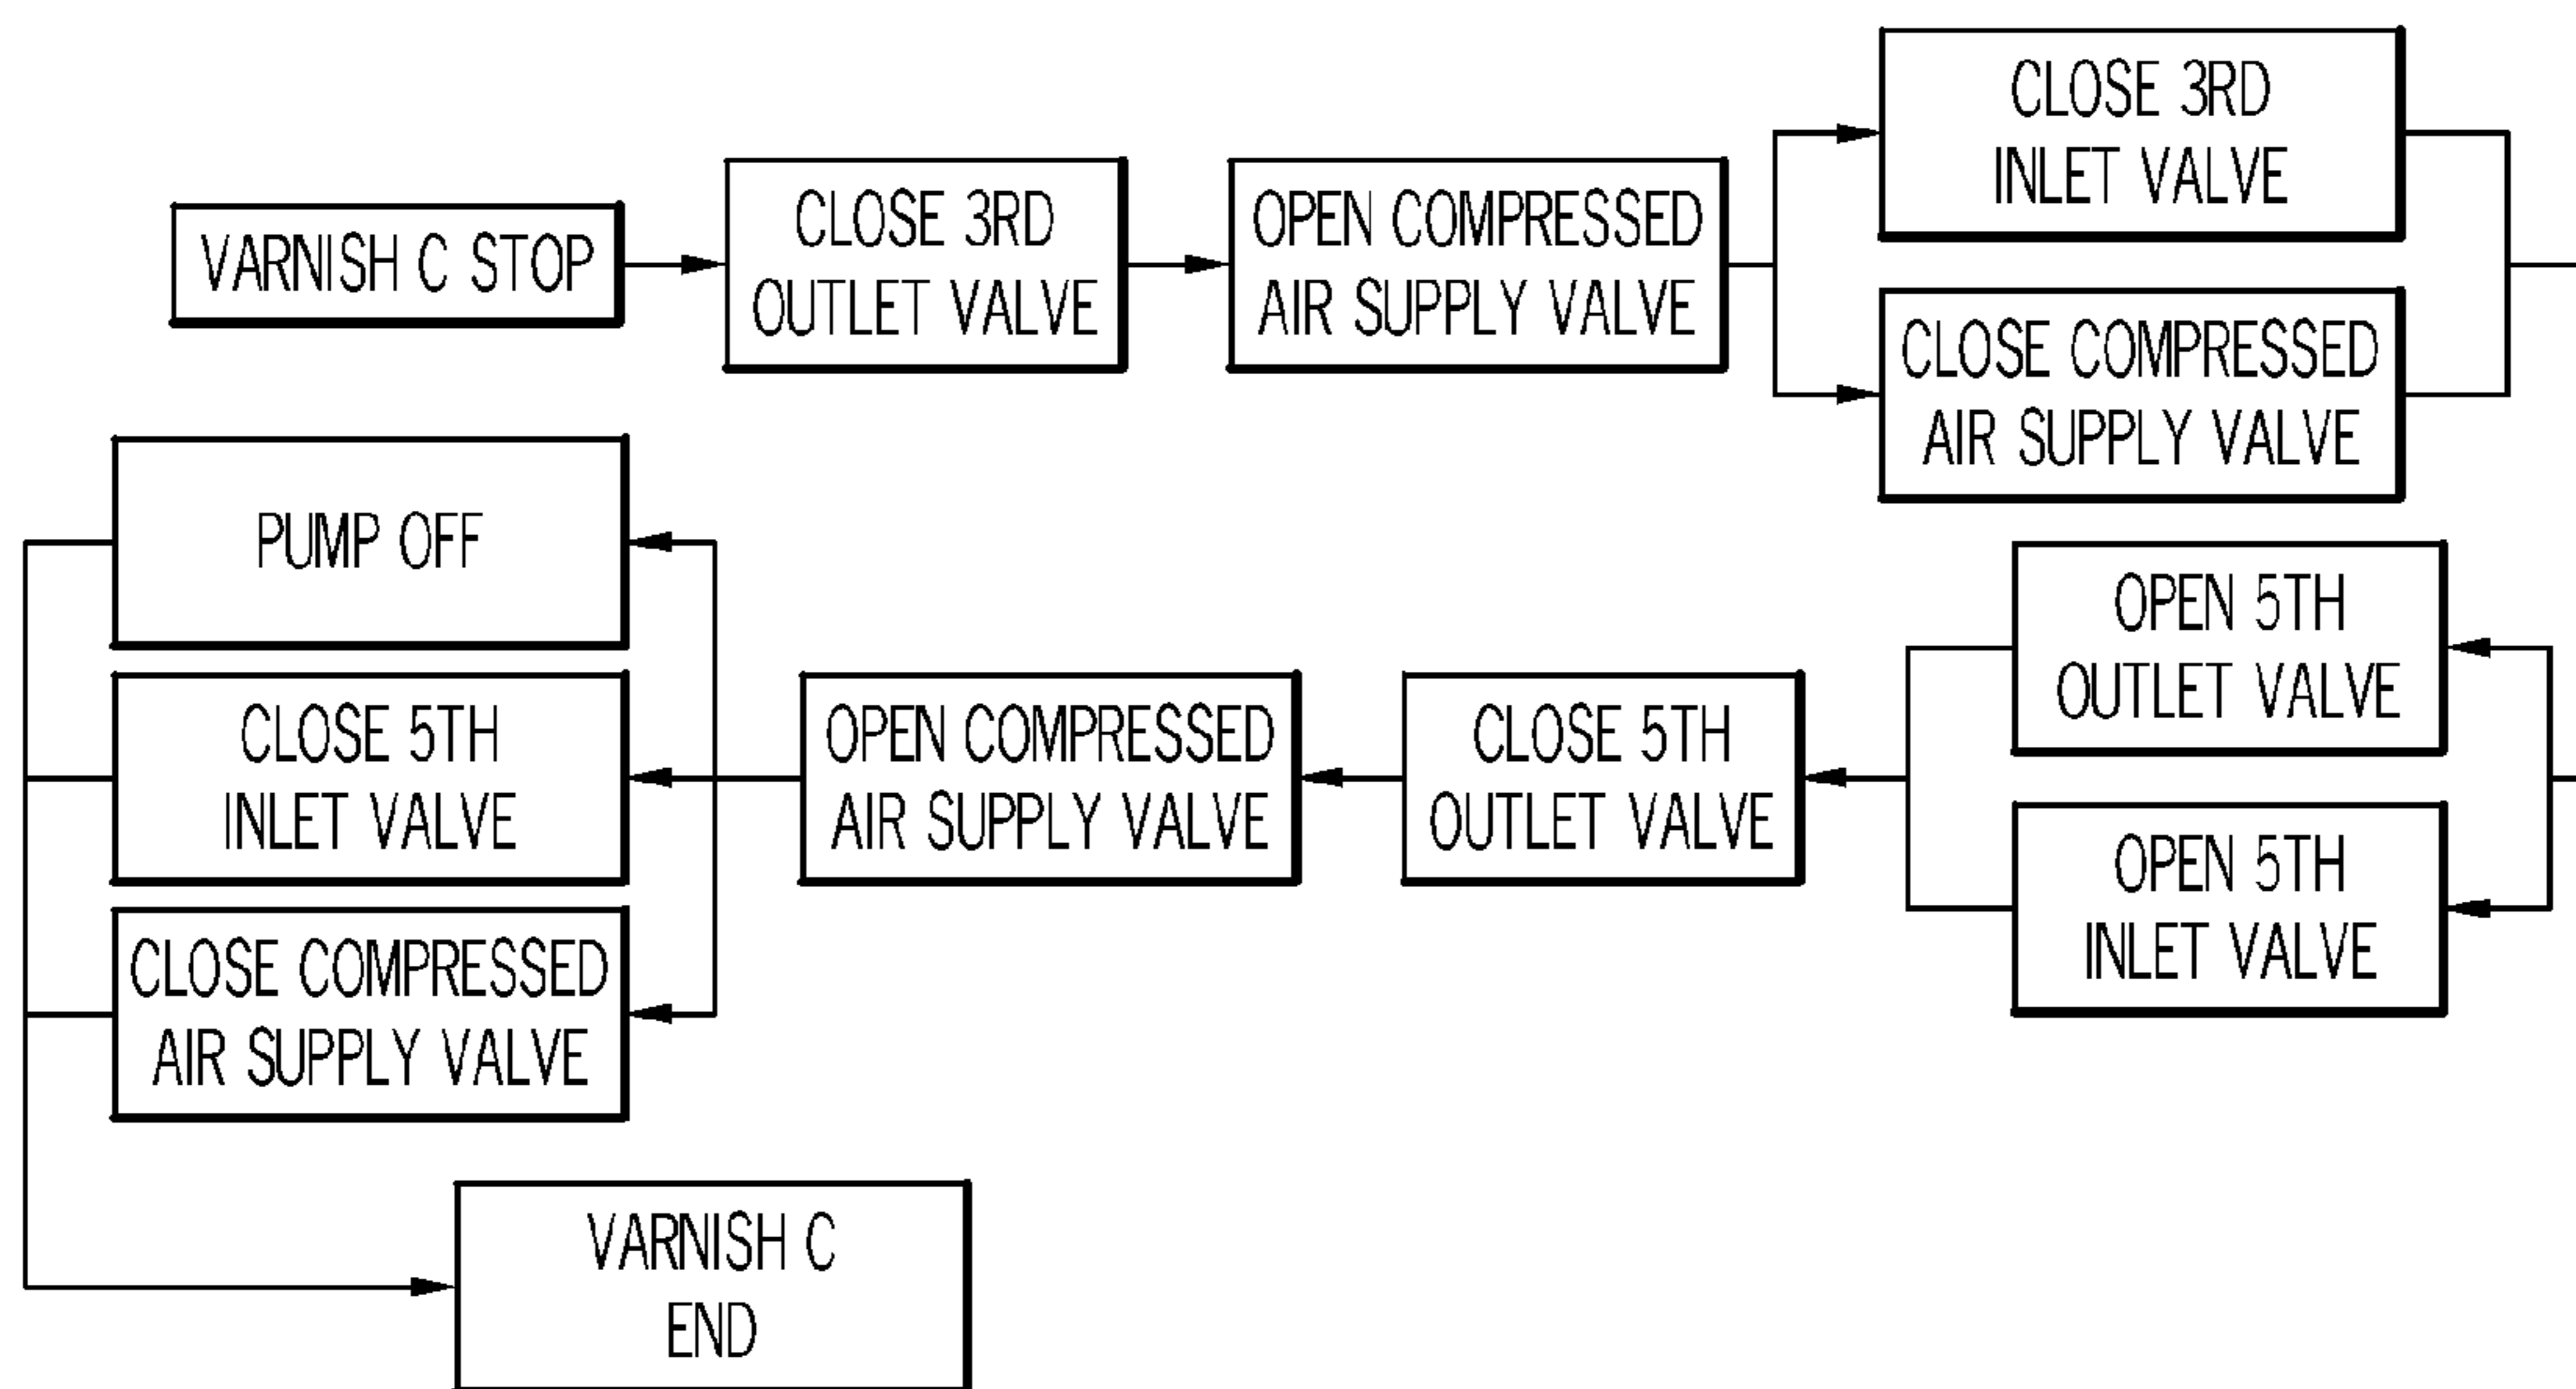 VARNISH C STOP
CLOSE 3RD
OUTLET VALVE
OPEN COMPRESSED
AIR SUPPLY VALVE
CLOSE 3RD
INLET VALVE
CLOSE COMPRESSED
AIR SUPPLY VALVE
OPEN 5TH
OUTLET VALVE
OPEN 5TH
INLET VALVE
CLOSE 5TH
OUTLET VALVE
OPEN COMPRESSED
AIR SUPPLY VALVE
PUMP OFF
CLOSE 5TH
INLET VALVE
CLOSE COMPRESSED
AIR SUPPLY VALVE
VARNISH C
END